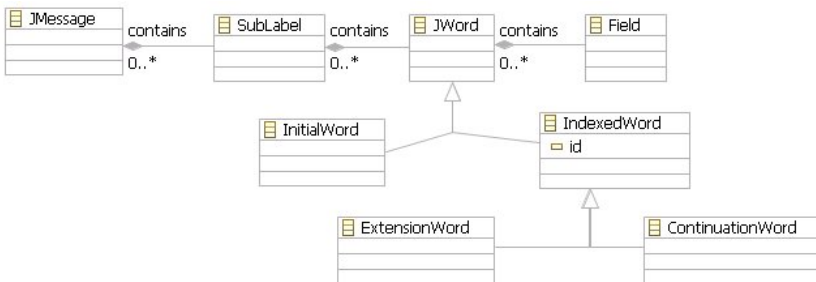 JMessage
contains
0..*
SubLabel
contains
0..*
JWord
contains
0..*
Field
InitialWord
IndexedWord
id
ExtensionWord
ContinuationWord